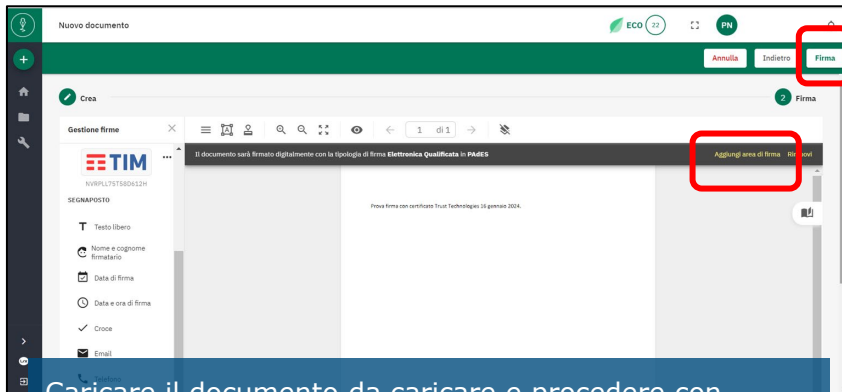 Nuovo documento
ECO 22
PN
+
Annulla Indietro Firma
Crea
2 Firma
Gestione firme
1 di 1
TIM
Il documento sarà firmato digitalmente con la tipologia di firma Elettronica Qualificata in PAdES
Aggiungi area di firma
NVRPLL75T58D612H
SEGNAPOSTO
Prova firma con certificato Trust Technologies 16 gennaio 2024.
T Testo libero
Nome e cognome
firmatario
Data di firma
Data e ora di firma
Croce
Email
Telefono
Caricare il documento da caricare e procedere con